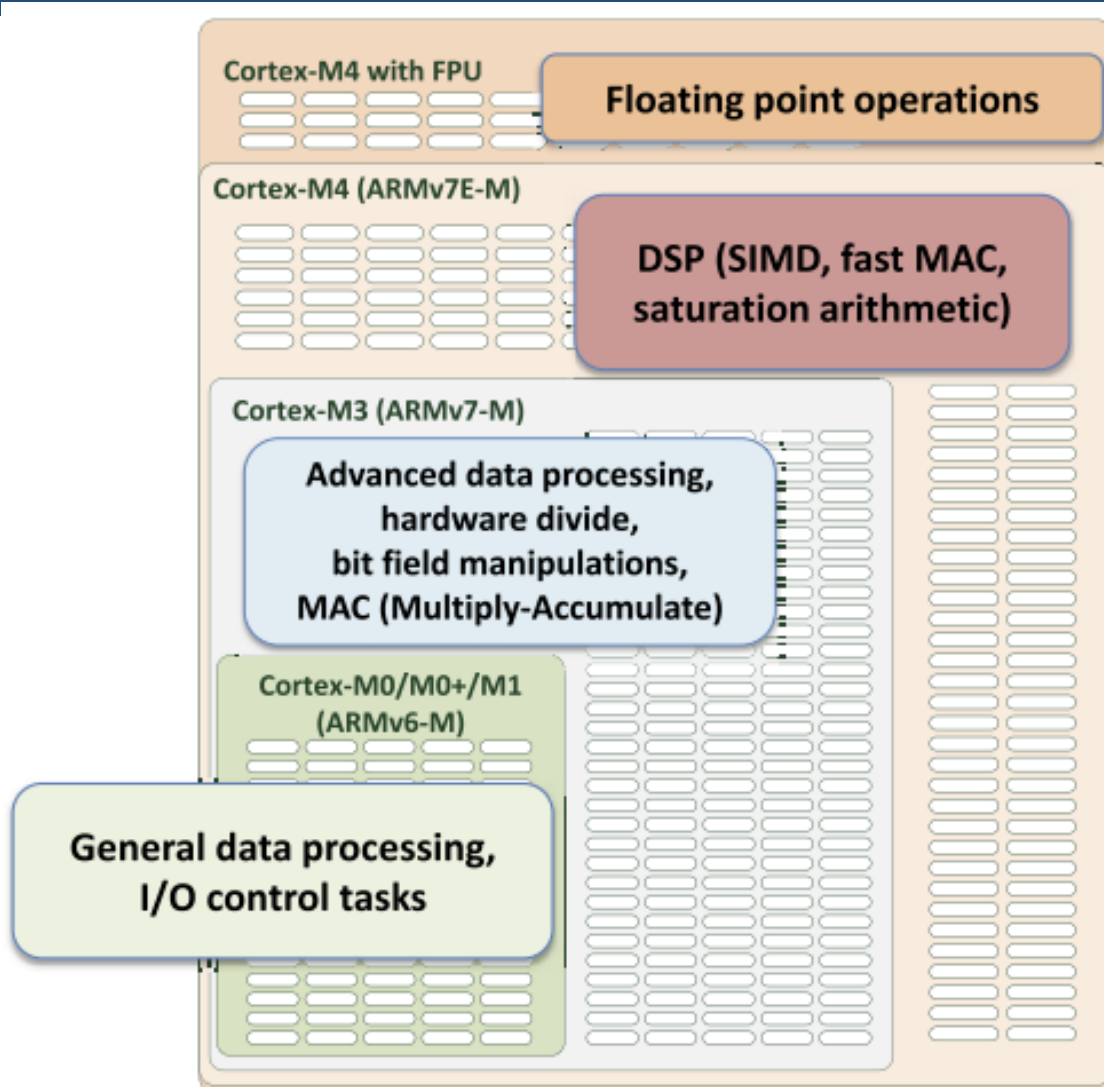 Cortex-M4 with FPU
Floating point operations
Cortex-M4 (ARMv7E-M)
DSP (SIMD, fast MAC,
saturation arithmetic)
Cortex-M3 (ARMv7-M)
Advanced data processing,
hardware divide,
bit field manipulations,
MAC (Multiply-Accumulate)
Cortex-M0/M0+/M1
(ARMv6-M)
General data processing,
I/O control tasks